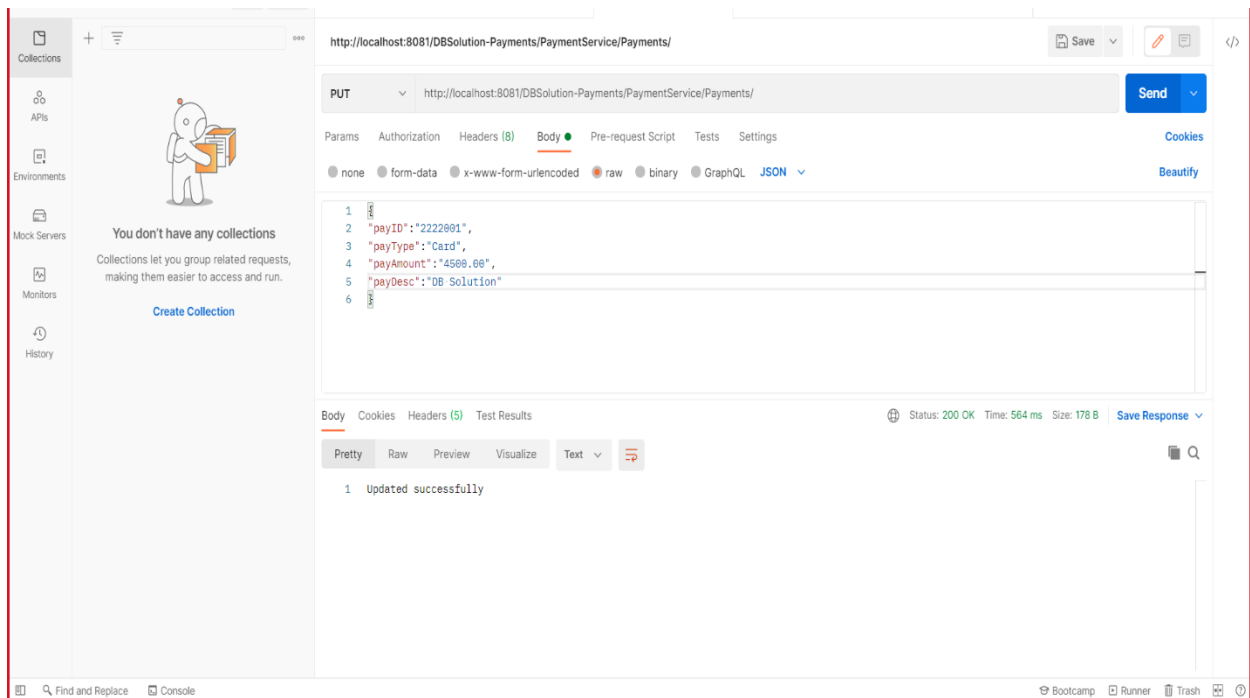 Collections
APIs
Environments
Mock Servers
Monitors
History
+
You don't have any collections
Collections let you group related requests,
making them easier to access and run.
Create Collection
http://localhost:8081/DBSolution-Payments/PaymentService/Payments/
Save
PUT http://localhost:8081/DBSolution-Payments/PaymentService/Payments/ Send
Params Authorization Headers (8) Body Pre-request Script Tests Settings Cookies
none form-data x-www-form-urlencoded raw binary GraphQL JSON Beautify
1 {
2 "payID":"2222001",
3 "payType":"Card",
4 "payAmount":"4500.00",
5 "payDesc":"DB Solution"
6 }
Body Cookies Headers (5) Test Results Status: 200 OK Time: 564 ms Size: 178 B Save Response
Pretty Raw Preview Visualize Text
1 Updated successfully
Find and Replace Console Bootcamp Runner Trash